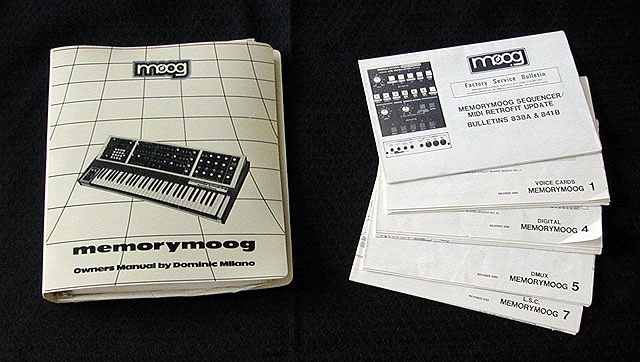 moog
memorymoog
Owners Manual by Dominic Milano
moog
Factory Service Bulletin
MEMORYMOOG SEQUENCER/
MIDI RETROFIT UPDATE
BULLETINS 838A & 841B
VOICE CARDS
MEMORYMOOG 1
DIGITAL
MEMORYMOOG 4
DMUX
MEMORYMOOG 5
L.S.C.
MEMORYMOOG 7